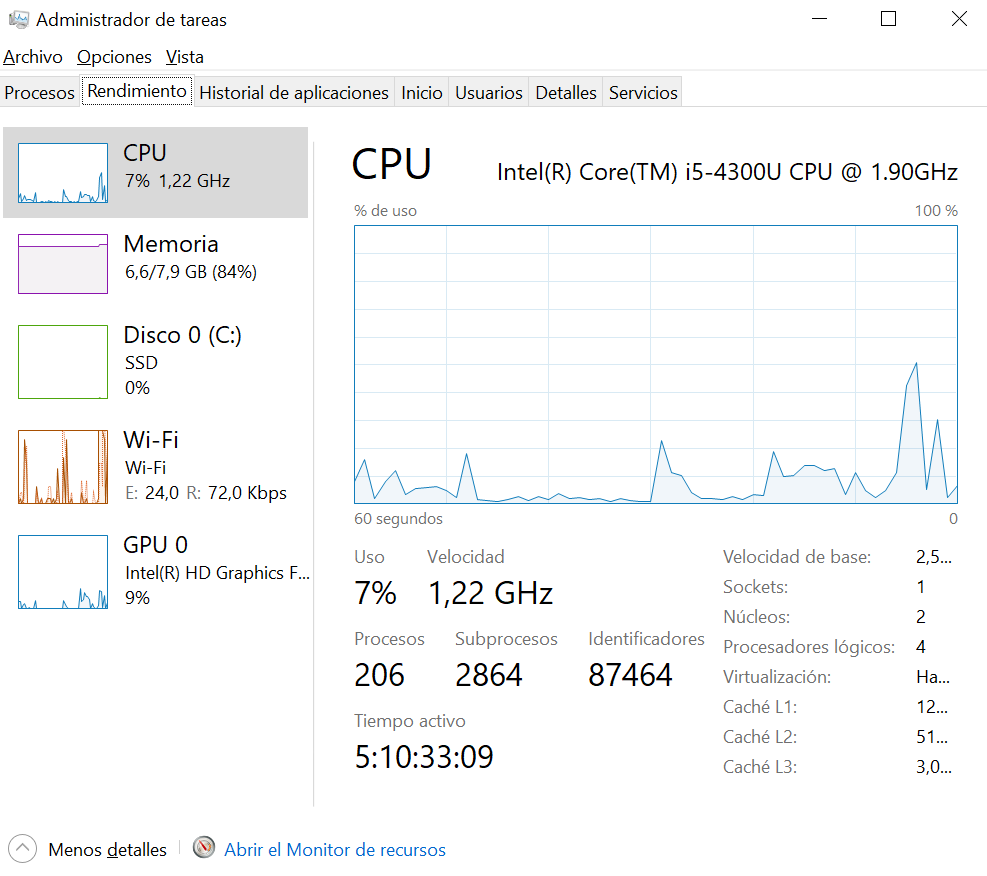 Administrador de tareas
Archivo Opciones Vista
Procesos Rendimiento Historial de aplicaciones Inicio Usuarios Detalles Servicios
CPU
7% 1,22 GHz
Memoria
6,6/7,9 GB (84%)
Disco 0 (C:)
SSD
0%
Wi-Fi
Wi-Fi
E: 24,0 R: 72,0 Kbps
GPU 0
Intel(R) HD Graphics F...
9%
CPU Intel(R) Core(TM) i5-4300U CPU @ 1.90GHz
% de uso 100 %
60 segundos 0
Uso Velocidad
7% 1,22 GHz
Procesos Subprocesos Identificadores
206 2864 87464
Tiempo activo
5:10:33:09
Velocidad de base: 2,5...
Sockets: 1
Núcleos: 2
Procesadores lógicos: 4
Virtualización: Ha...
Caché L1: 12...
Caché L2: 51...
Caché L3: 3,0...
Menos detalles Abrir el Monitor de recursos